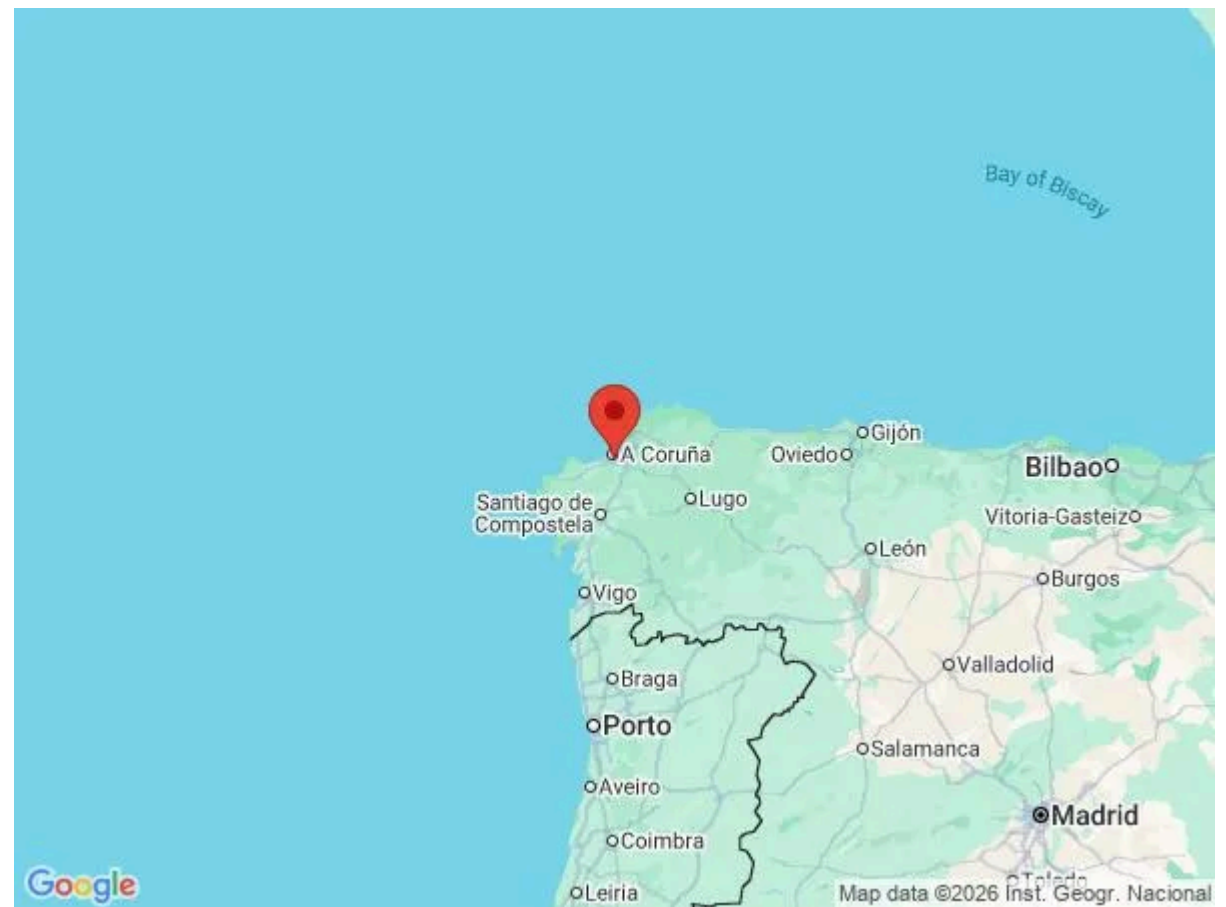 Bay of Biscay
A Coruña
Gijón
Oviedo
Bilbao
Santiago de
Compostela
Lugo
Vitoria-Gasteiz
León
Burgos
Vigo
Valladolid
Braga
Porto
Salamanca
Aveiro
Madrid
Coimbra
Toledo
Leiria
Google
Map data ©2026 Inst. Geogr. Nacional